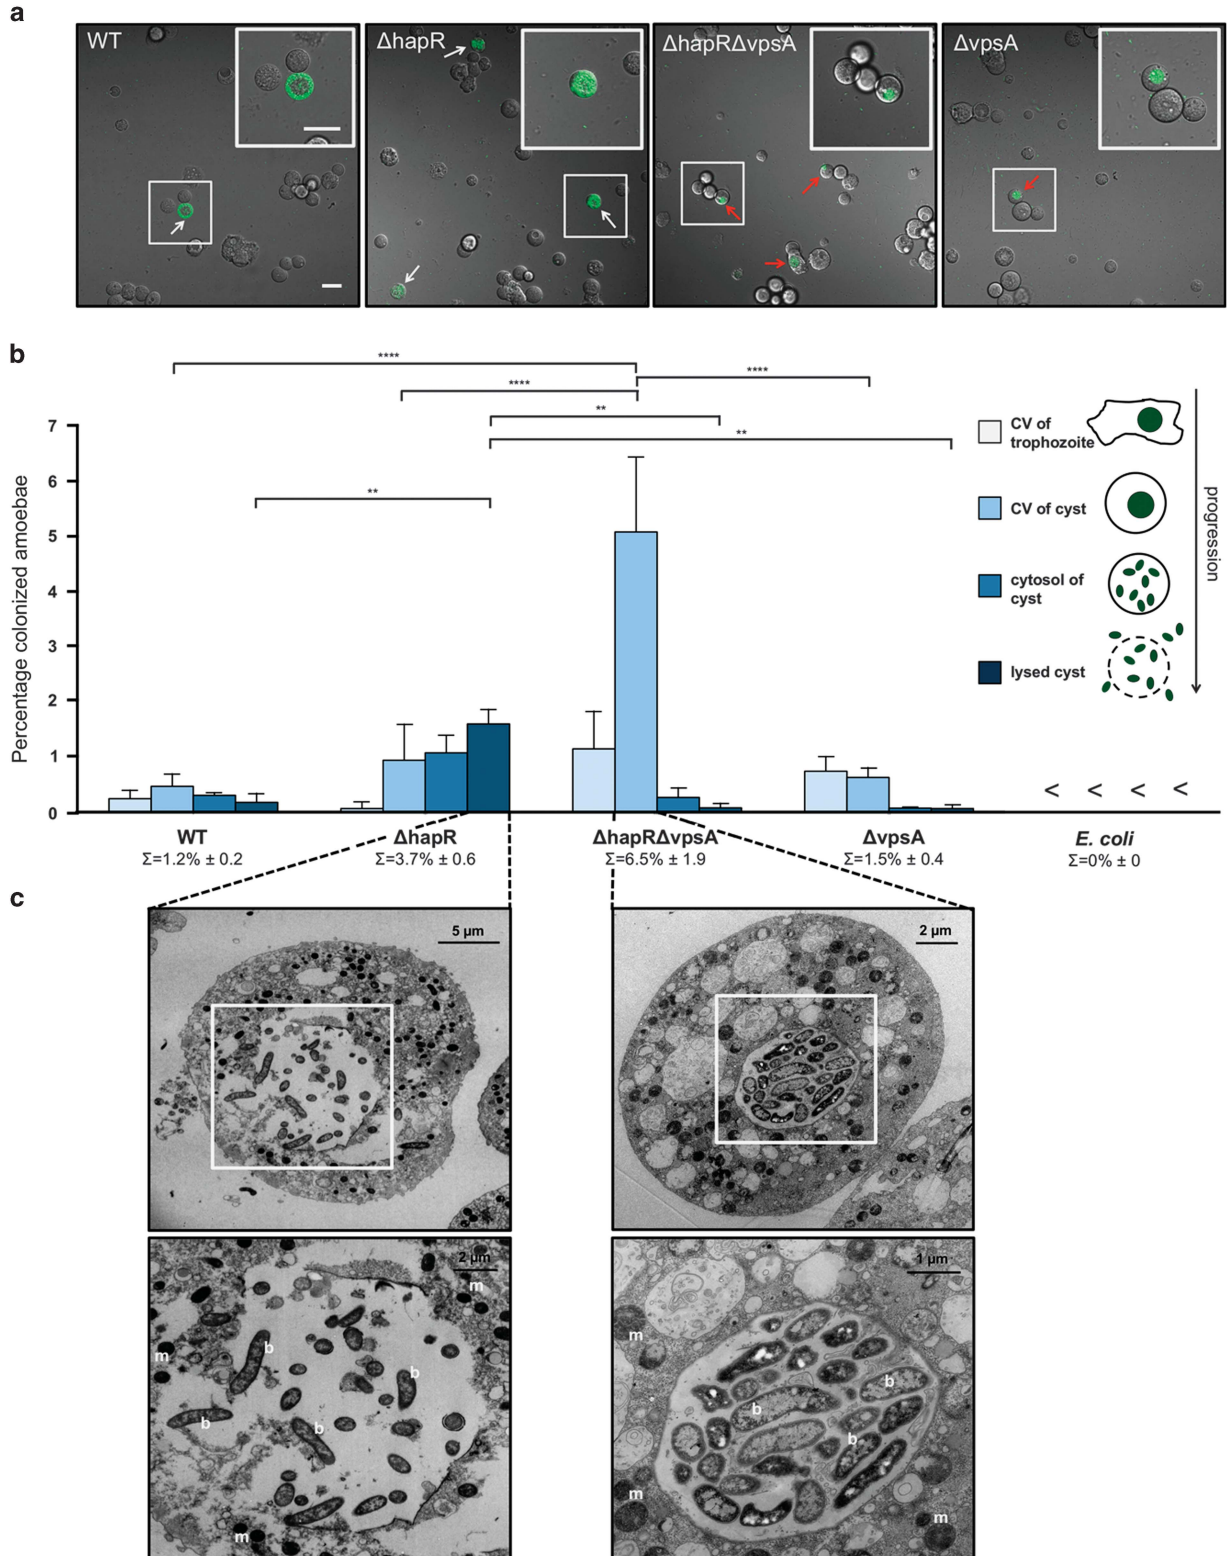 a
WT
ΔhapR
ΔhapRΔvpsA
ΔvpsA
b
****
****
****
**
**
**
7
6
5
4
3
2
1
0
Percentage colonized amoebae
CV of
trophozoite
CV of cyst
cytosol of
cyst
lysed cyst
progression
< < < <
WT
Σ=1.2% ± 0.2
ΔhapR
Σ=3.7% ± 0.6
ΔhapRΔvpsA
Σ=6.5% ± 1.9
ΔvpsA
Σ=1.5% ± 0.4
E. coli
Σ=0% ± 0
c
5 µm
2 µm
2 µm
m
m
b
b
b
b
m
1 µm
m
b
b
b
m
m